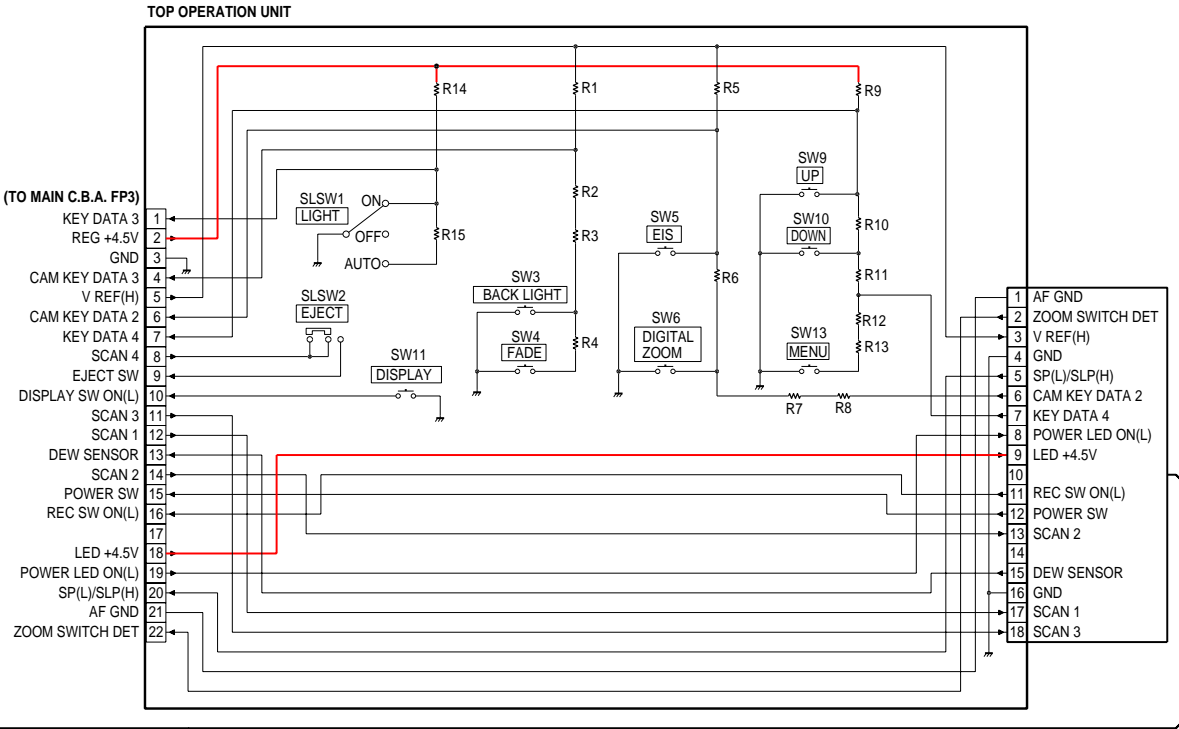 TOP OPERATION UNIT
R14
R1
R5
R9
SW9
UP
(TO MAIN C.B.A. FP3)
SLSW1
LIGHT
ON
OFF
AUTO
R15
R2
R3
SW5
EIS
SW10
DOWN
R10
R11
R6
SW3
BACK LIGHT
SLSW2
EJECT
SW4
FADE
R4
SW6
DIGITAL
ZOOM
SW13
MENU
R12
R13
SW11
DISPLAY
R7
R8
KEY DATA 3 1
REG +4.5V 2
GND 3
CAM KEY DATA 3 4
V REF(H) 5
CAM KEY DATA 2 6
KEY DATA 4 7
SCAN 4 8
EJECT SW 9
DISPLAY SW ON(L) 10
SCAN 3 11
SCAN 1 12
DEW SENSOR 13
SCAN 2 14
POWER SW 15
REC SW ON(L) 16
17
LED +4.5V 18
POWER LED ON(L) 19
SP(L)/SLP(H) 20
AF GND 21
ZOOM SWITCH DET 22
1 AF GND
2 ZOOM SWITCH DET
3 V REF(H)
4 GND
5 SP(L)/SLP(H)
6 CAM KEY DATA 2
7 KEY DATA 4
8 POWER LED ON(L)
9 LED +4.5V
10
11 REC SW ON(L)
12 POWER SW
13 SCAN 2
14
15 DEW SENSOR
16 GND
17 SCAN 1
18 SCAN 3